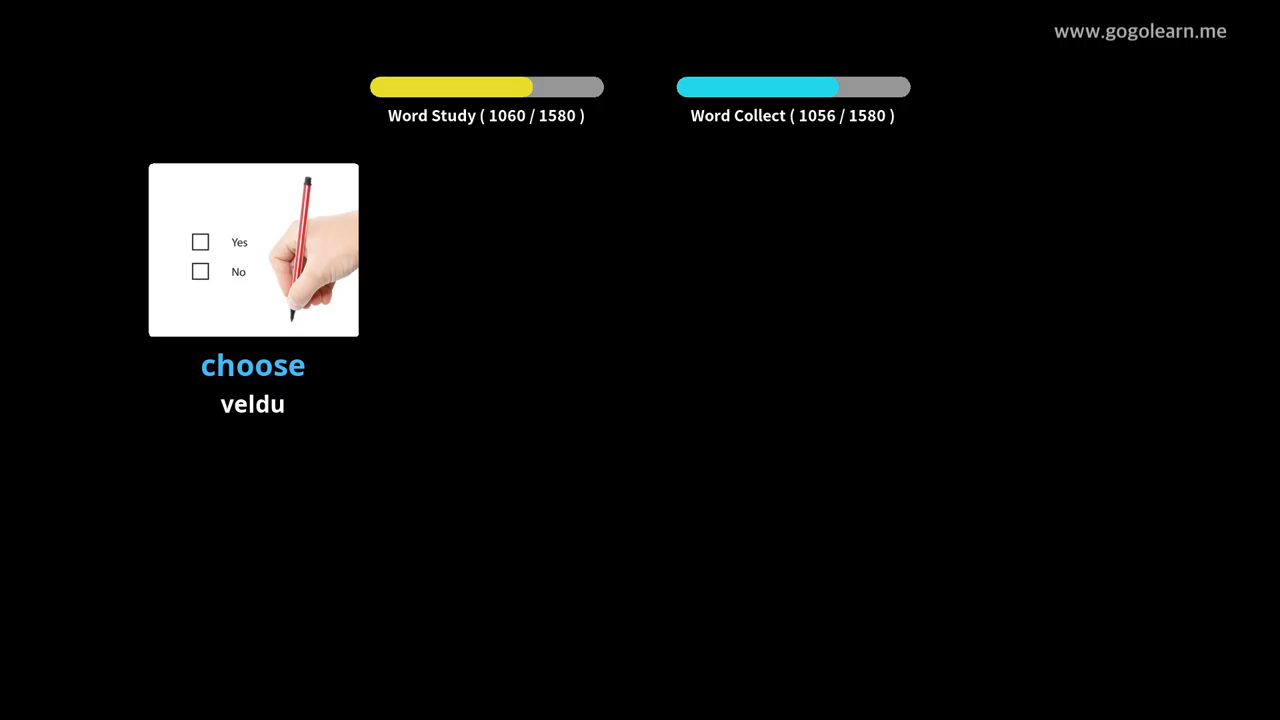 www.gogolearn.me
Word Study ( 1060 / 1580 )
Word Collect ( 1056 / 1580 )
Yes
No
choose
veldu